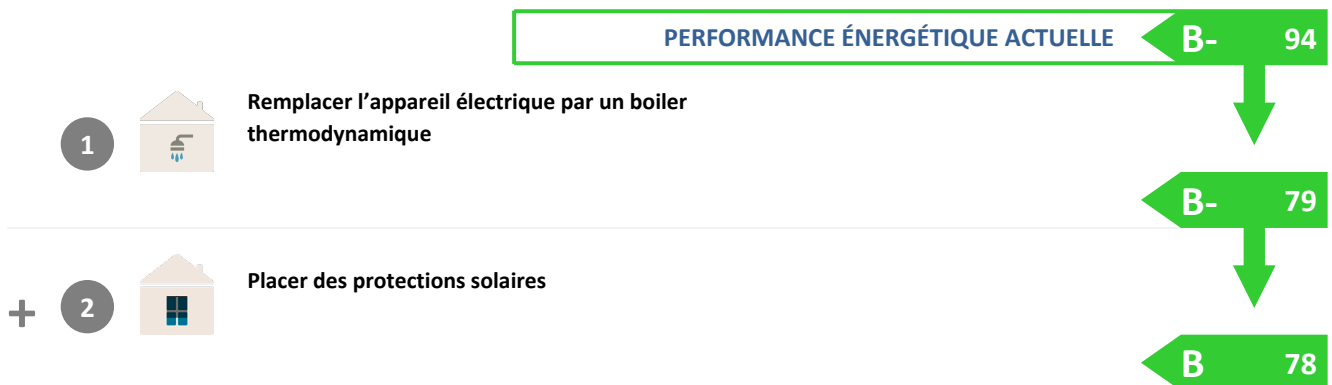 PERFORMANCE ÉNERGÉTIQUE ACTUELLE B- 94
Remplacer l’appareil électrique par un boiler
thermodynamique
1
B- 79
Placer des protections solaires
+ 2
B 78